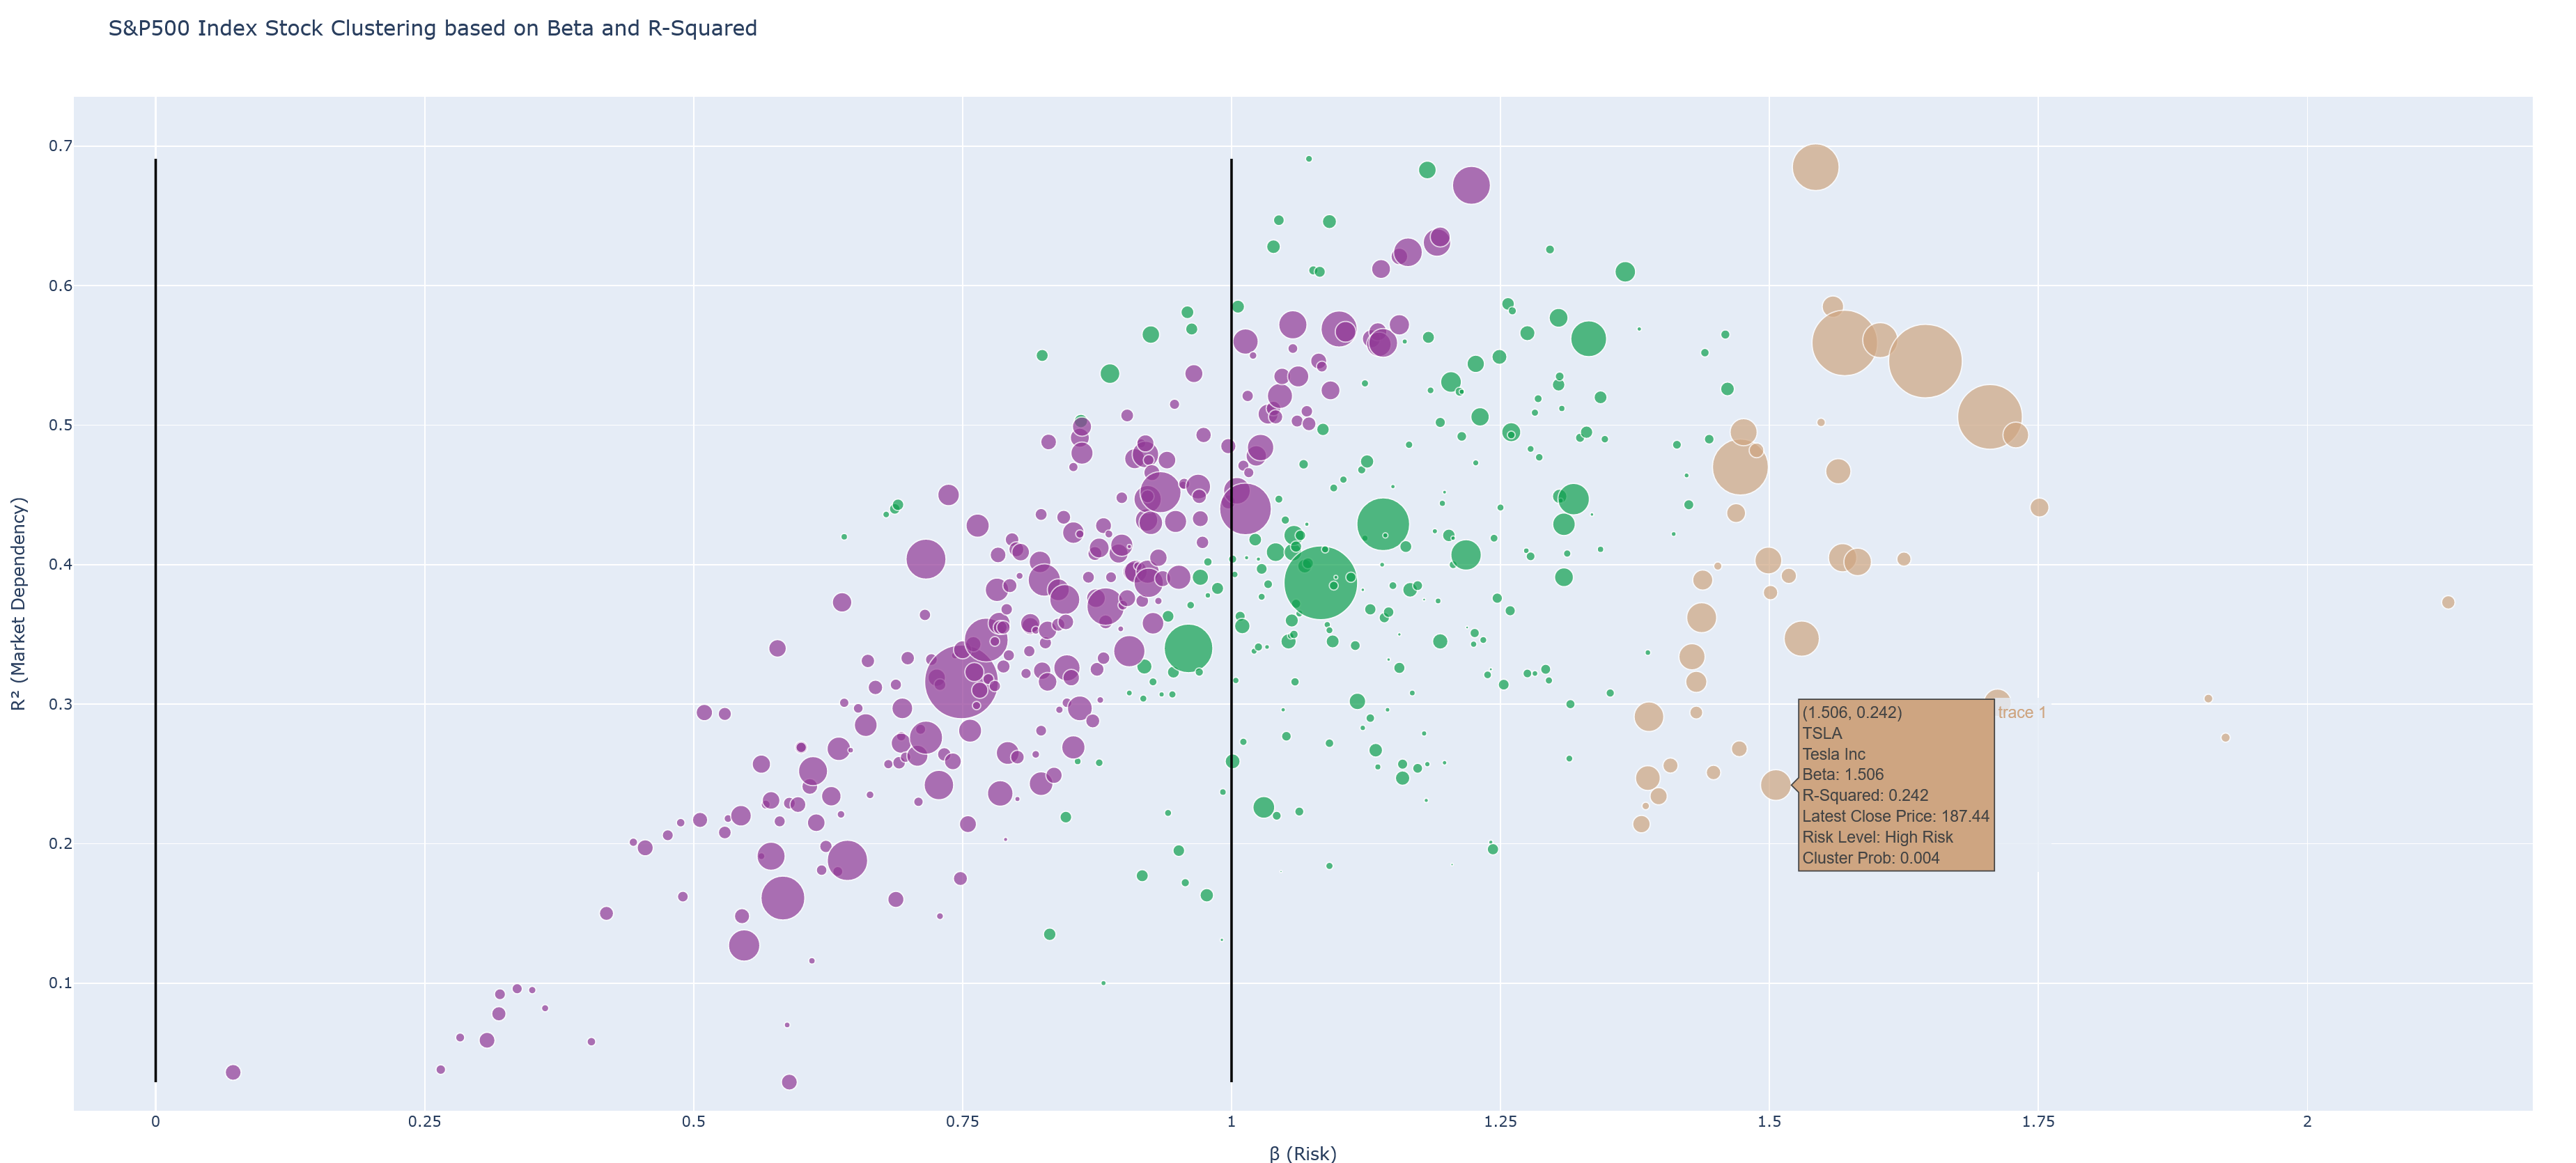 S&P500 Index Stock Clustering based on Beta and R-Squared
0.7
0.6
0.5
0.4
0.3
0.2
0.1
R² (Market Dependency)
(1.506, 0.242)
trace 1
TSLA
Tesla Inc
Beta: 1.506
R-Squared: 0.242
Latest Close Price: 187.44
Risk Level: High Risk
Cluster Prob: 0.004
0
0.25
0.5
0.75
1
1.25
1.5
1.75
2
β (Risk)